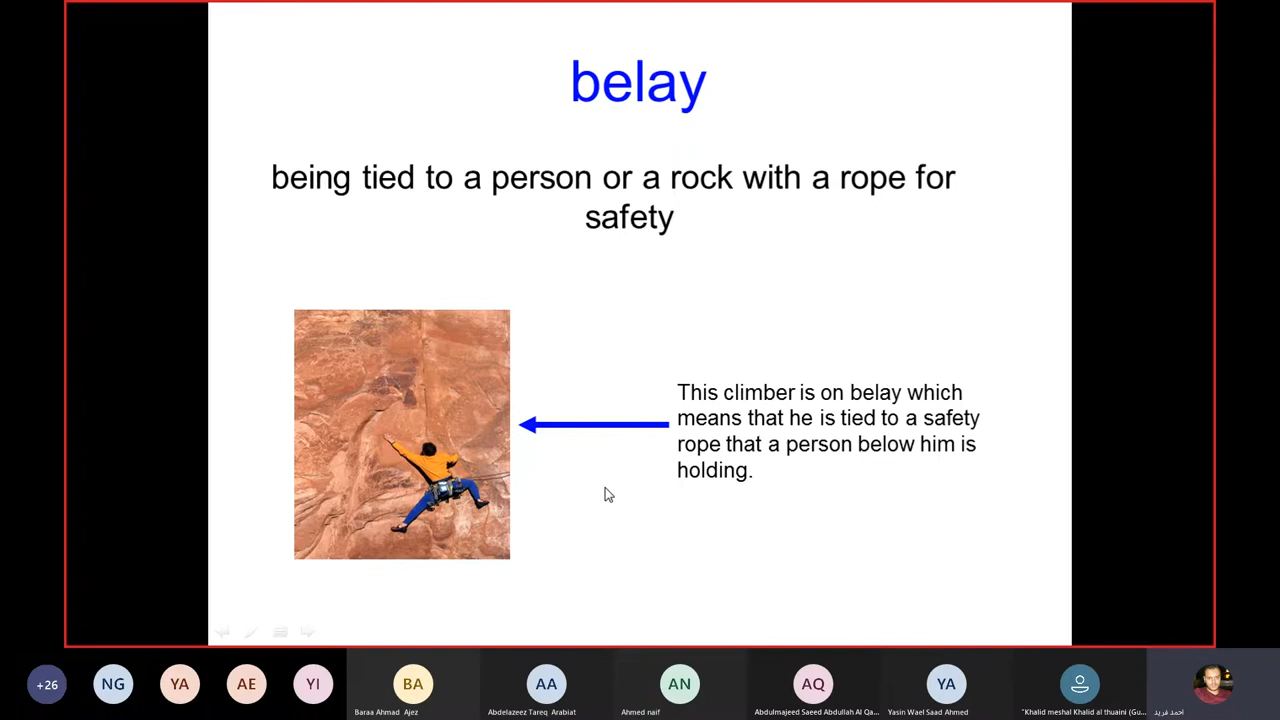 belay
being tied to a person or a rock with a rope for
safety
This climber is on belay which
means that he is tied to a safety
rope that a person below him is
holding.
+26
NG
YA
AE
YI
BA
AA
AN
AQ
YA
Baraa Ahmad Ajez
Abdelazeez Tareq Arabiat
Ahmed naif
Abdulmajeed Saeed Abdullah Al Qa...
Yasin Wael Saad Ahmed
"Khalid meshal Khalid al thuaini (Gu...
احمد فريد